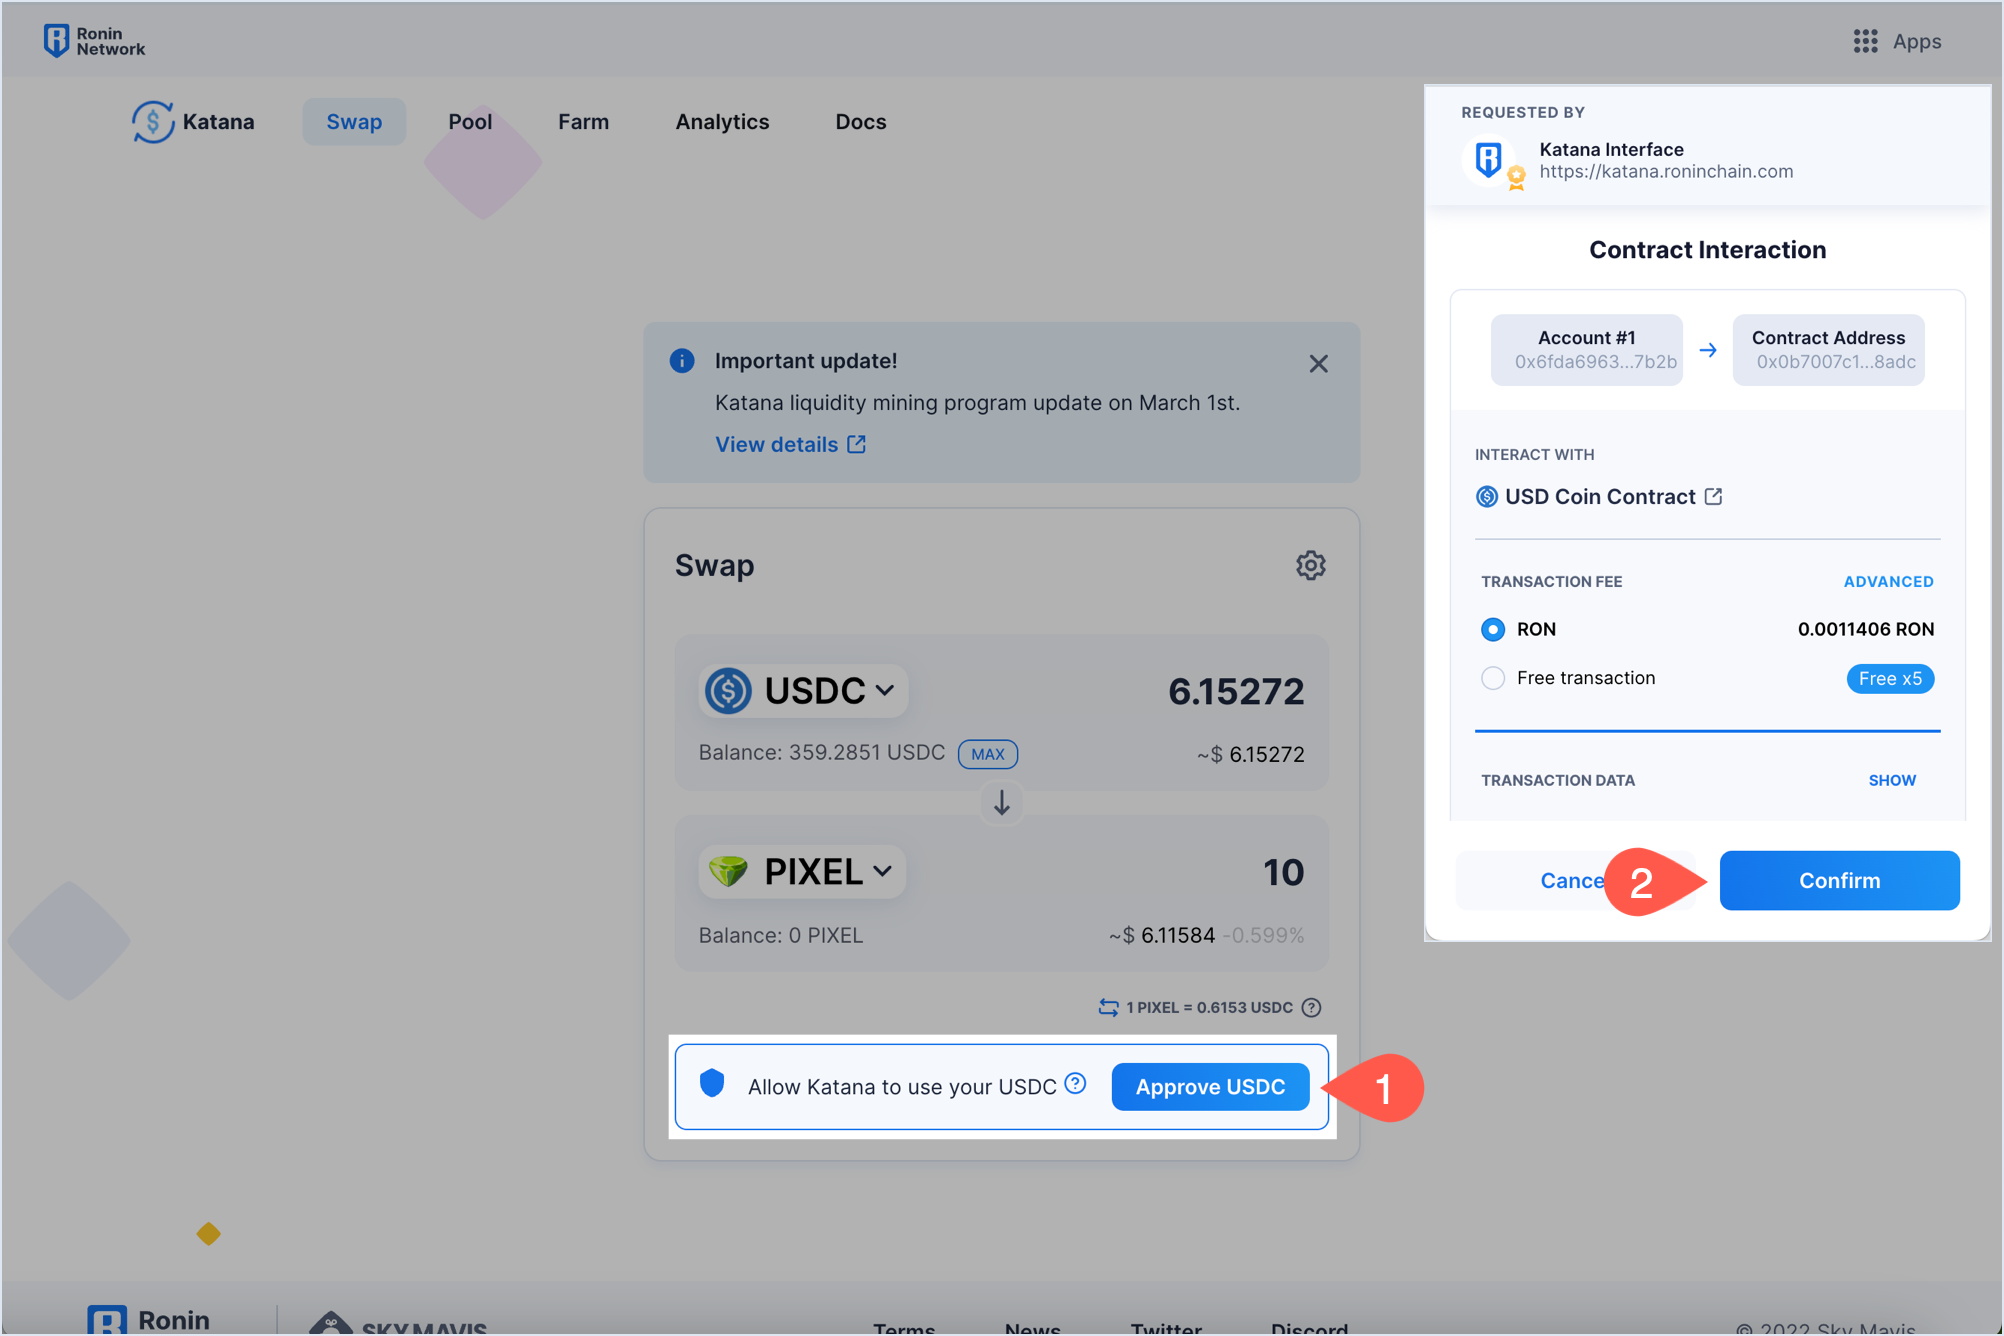 Ronin
Network
Apps
Katana
Swap
Pool
Farm
Analytics
Docs
REQUESTED BY
Katana Interface
https://katana.roninchain.com
Contract Interaction
Account #1
0x6fda6963...7b2b
Contract Address
0x0b7007c1...8adc
INTERACT WITH
USD Coin Contract
TRANSACTION FEE
ADVANCED
RON
0.0011406 RON
Free transaction
Free x5
TRANSACTION DATA
SHOW
Cance
2
Confirm
Important update!
Katana liquidity mining program update on March 1st.
View details
Swap
USDC
6.15272
Balance: 359.2851 USDC
MAX
~$ 6.15272
PIXEL
10
Balance: 0 PIXEL
~$ 6.11584 -0.599%
1 PIXEL = 0.6153 USDC
Allow Katana to use your USDC
Approve USDC
1
Ronin
SKY MAVIS
Terms
News
Twitter
Discord
© 2022 Sky Mavis